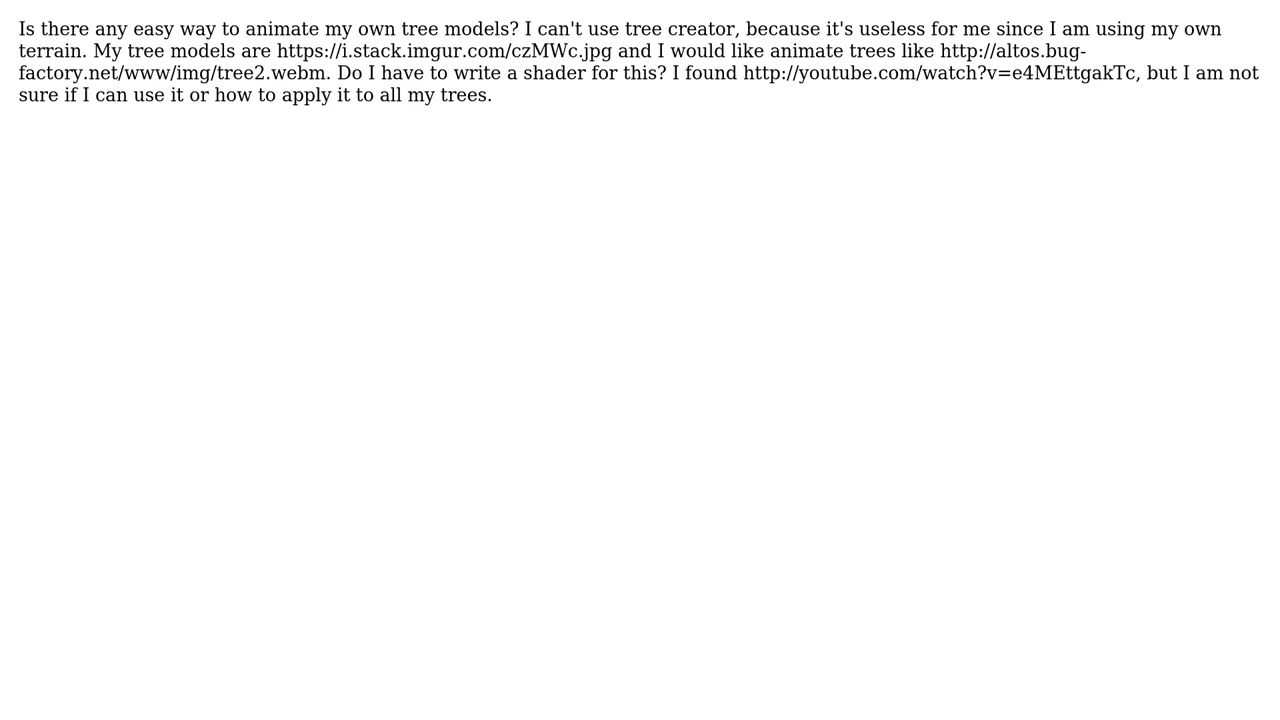 Is there any easy way to animate my own tree models? I can't use tree creator, because it's useless for me since I am using my own
terrain. My tree models are https://i.stack.imgur.com/czMWc.jpg and I would like animate trees like http://altos.bug-
factory.net/www/img/tree2.webm. Do I have to write a shader for this? I found http://youtube.com/watch?v=e4MEttgakTc, but I am not
sure if I can use it or how to apply it to all my trees.